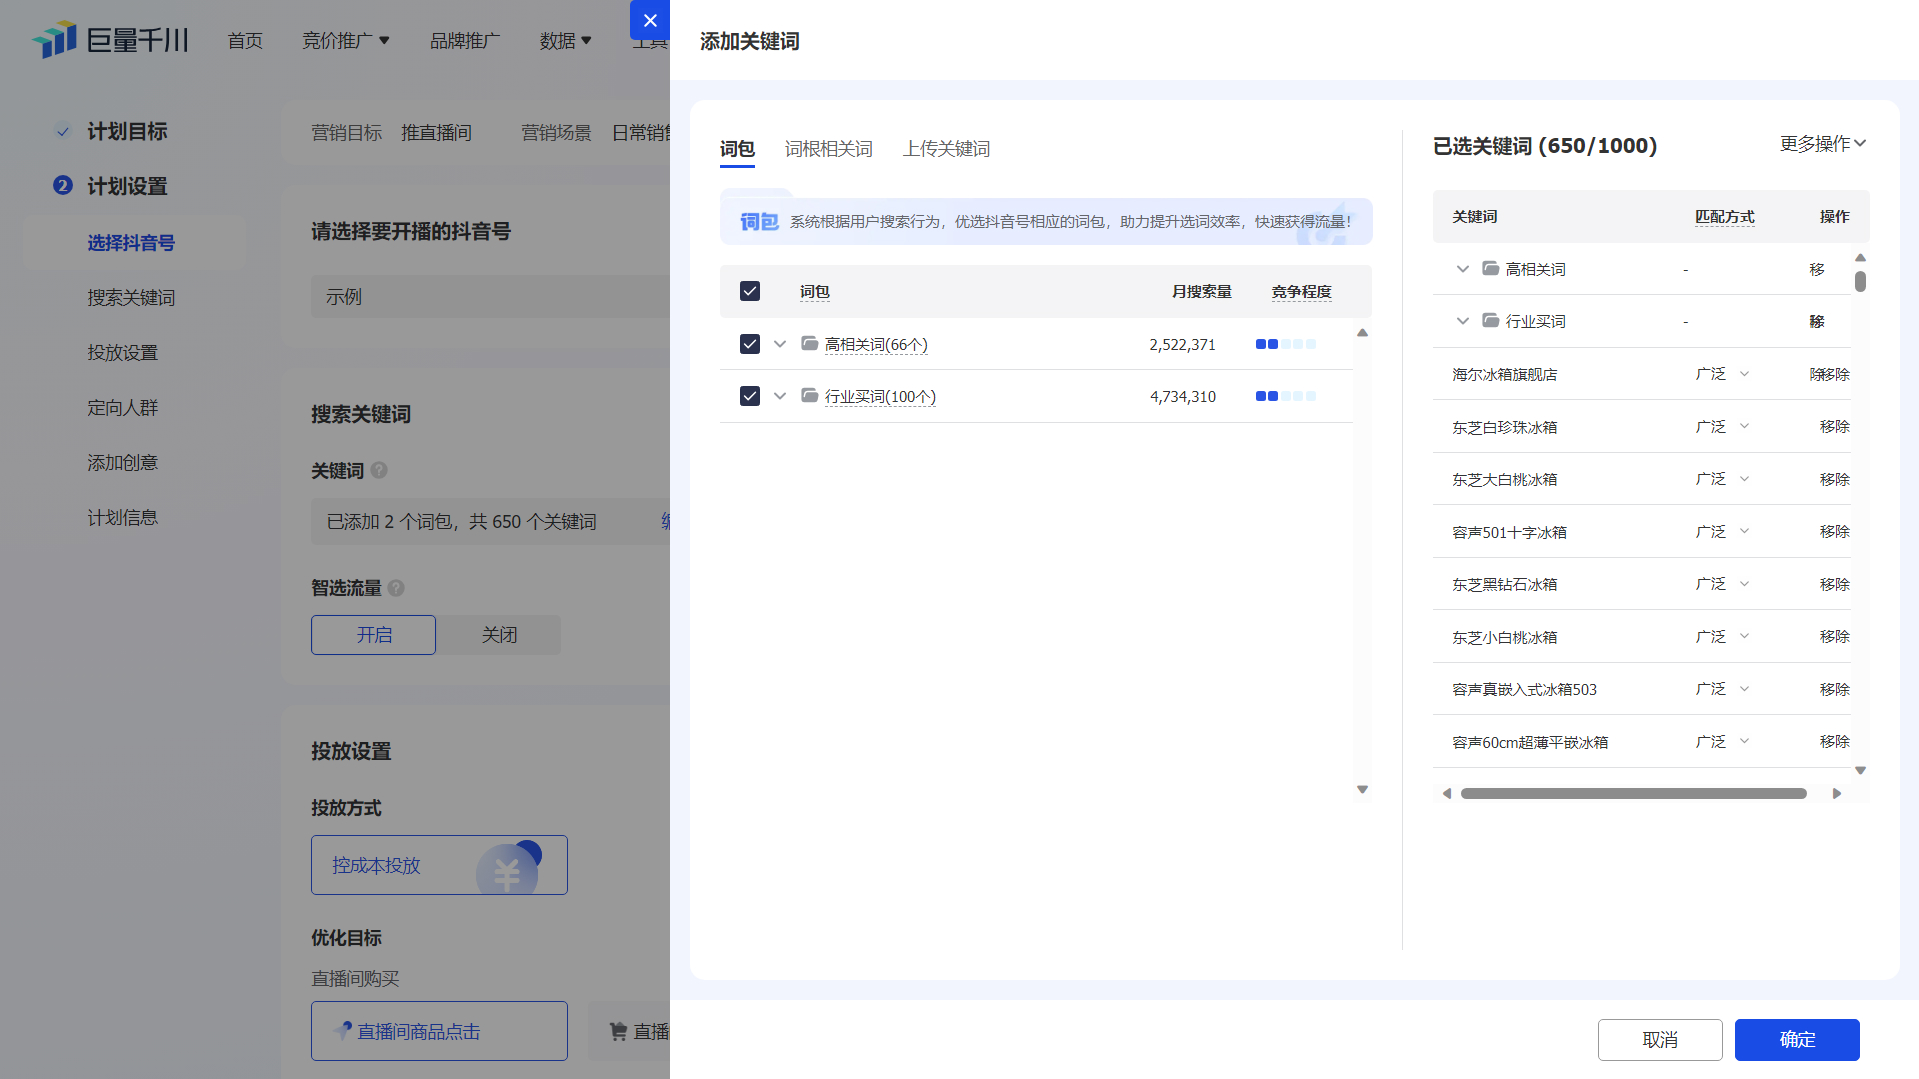 巨量千川
首页
竞价推广
品牌推广
数据
工具
计划目标
2 计划设置
选择抖音号
搜索关键词
投放设置
定向人群
添加创意
计划信息
营销目标 推直播间 营销场景 日常销售
请选择要开播的抖音号
示例
搜索关键词
关键词 ?
已添加 2 个词包，共 650 个关键词
智选流量 ?
开启
关闭
投放设置
投放方式
控成本投放
¥
优化目标
直播间购买
直播间商品点击
直播
添加关键词
词包
词根相关词
上传关键词
词包 系统根据用户搜索行为，优选抖音号相应的词包，助力提升选词效率，快速获得流量！
词包 月搜索量 竞争程度
高相关词(66个) 2,522,371
行业买词(100个) 4,734,310
已选关键词 (650/1000)
更多操作
关键词 匹配方式 操作
高相关词 - 移除
行业买词 - 移除
海尔冰箱旗舰店 广泛 移除
东芝白珍珠冰箱 广泛 移除
东芝大白桃冰箱 广泛 移除
容声501十字冰箱 广泛 移除
东芝黑钻石冰箱 广泛 移除
东芝小白桃冰箱 广泛 移除
容声真嵌入式冰箱503 广泛 移除
容声60cm超薄平嵌冰箱 广泛 移除
取消
确定